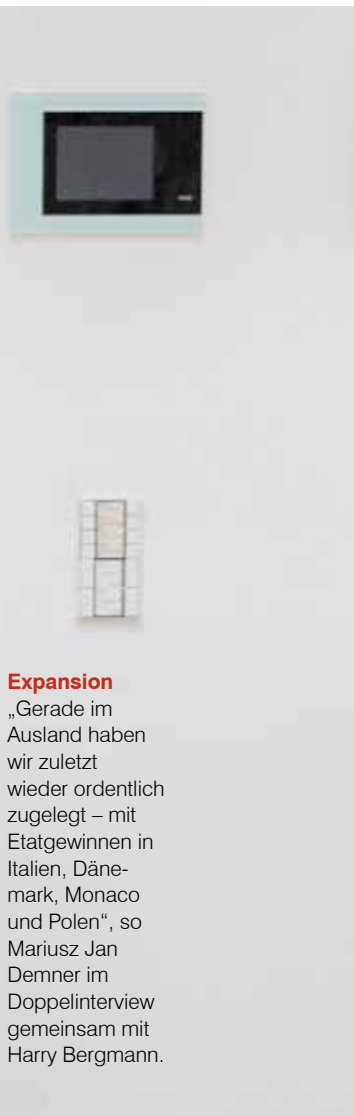 Expansion
„Gerade im
Ausland haben
wir zuletzt
wieder ordentlich
zugelegt – mit
Etatgewinnen in
Italien, Däne-
mark, Monaco
und Polen“, so
Mariusz Jan
Demner im
Doppelinterview
gemeinsam mit
Harry Bergmann.